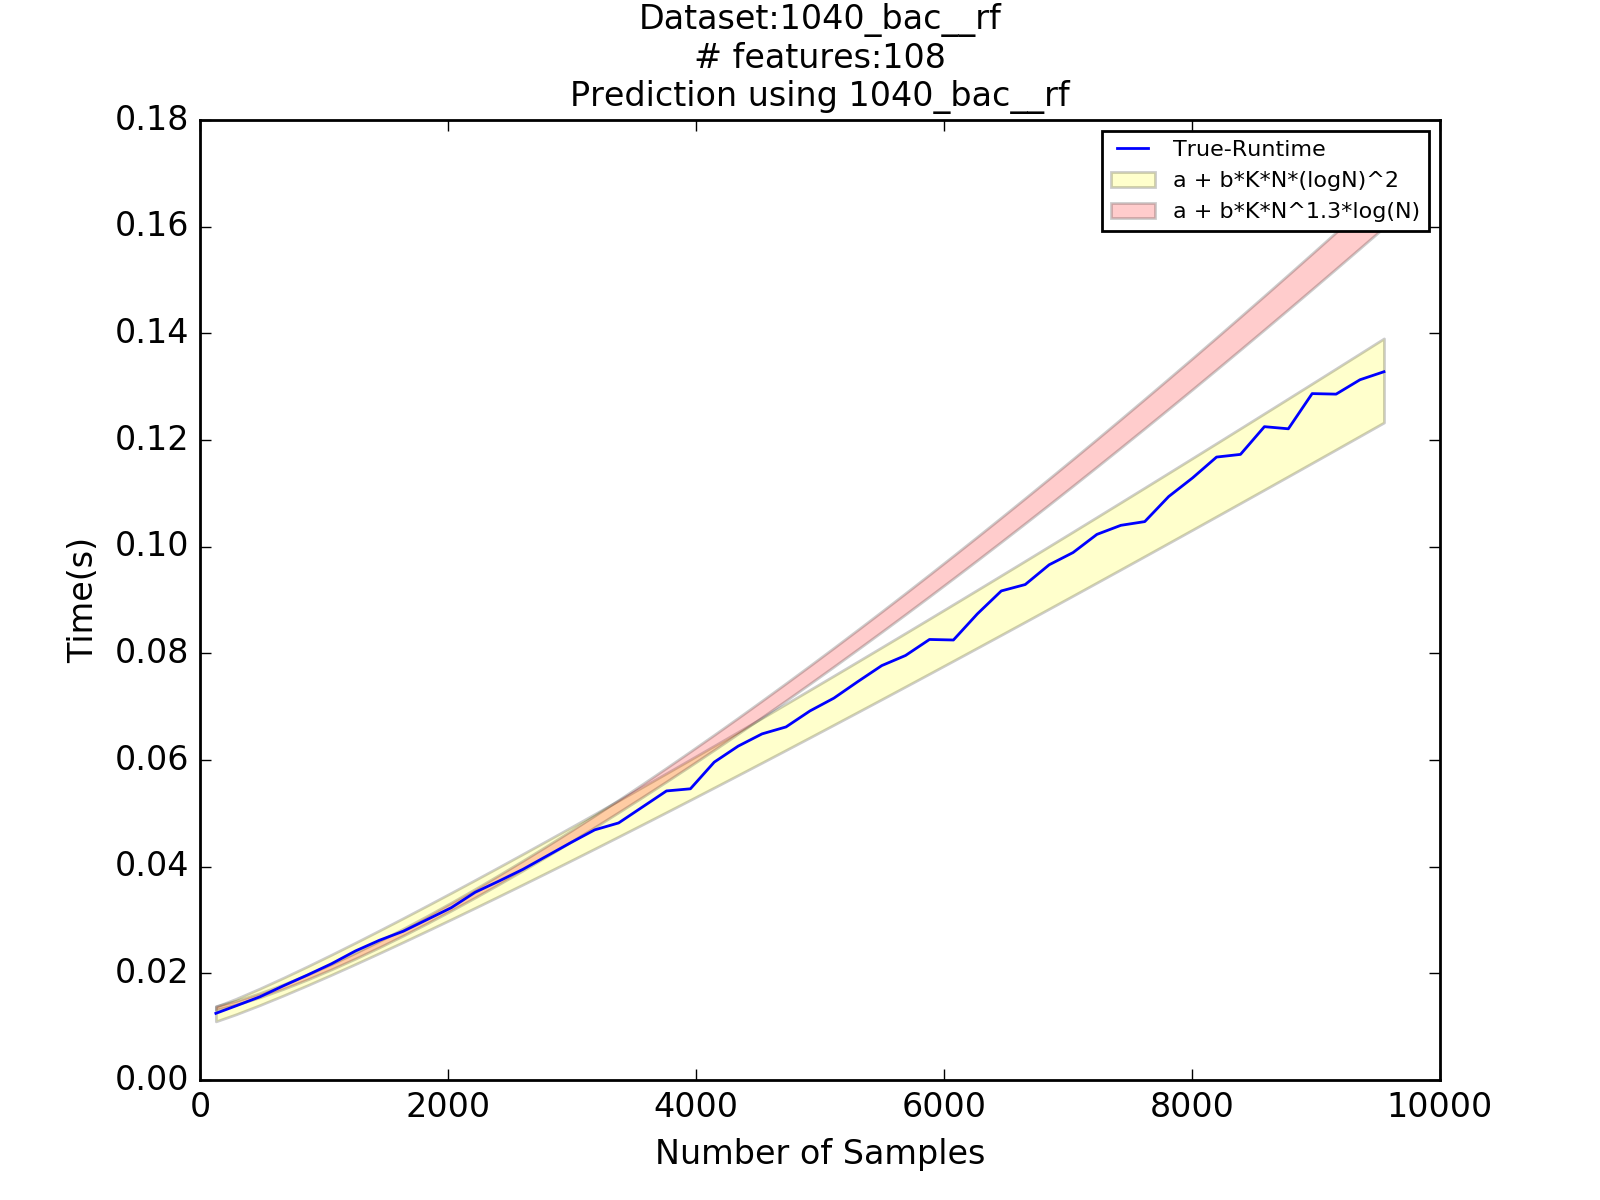 Dataset:1040_bac__rf
# features:108
Prediction using 1040_bac__rf
0.18
0.16
0.14
0.12
0.10
0.08
0.06
0.04
0.02
0.00
Time(s)
True-Runtime
a + b*K*N*(logN)^2
a + b*K*N^1.3*log(N)
0 2000 4000 6000 8000 10000
Number of Samples